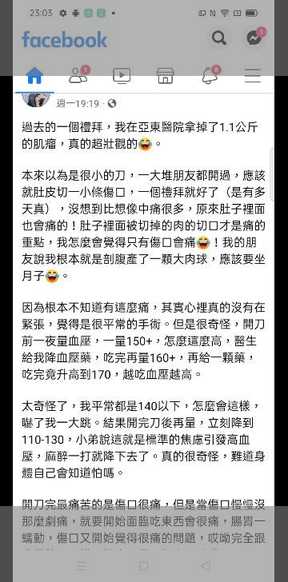 23:03
facebook
週一19:19
過去的一個禮拜，我在亞東醫院拿掉了1.1公斤
的肌瘤，真的超壯觀的😂。
本來以為是很小的刀，一大堆朋友都開過，應該
就肚皮切一小條傷口，一個禮拜就好了（是有多
天真），沒想到比想像中痛很多，原來肚子裡面
也會痛的！肚子裡面被切掉的肉的切口才是痛的
重點，我怎麼會覺得只有傷口會痛😂！我的朋
友說我根本就是剖腹產了一顆大肉球，應該要坐
月子😂。
因為根本不知道有這麼痛，其實心裡真的沒有在
緊張，覺得是很平常的手術。但是很奇怪，開刀
前一夜量血壓，一量150+，怎麼這麼高，醫生
給我降血壓藥，吃完再量160+，再給一顆藥，
吃完竟升高到170，越吃血壓越高。
太奇怪了，我平常都是140以下，怎麼會這樣，
嚇了我一大跳。結果開完刀後再量，立刻降到
110-130，小弟說這就是標準的焦慮引發高血
壓，麻醉一打就降下去了。真的很奇怪，難道身
體自己會知道怕嗎。
開刀完最痛苦的是傷口很痛，但是當傷口慢慢沒
那麼劇痛，就要開始面臨吃東西會很痛，腸胃一
蠕動，傷口又開始覺得很痛的問題，哎呦完全跟